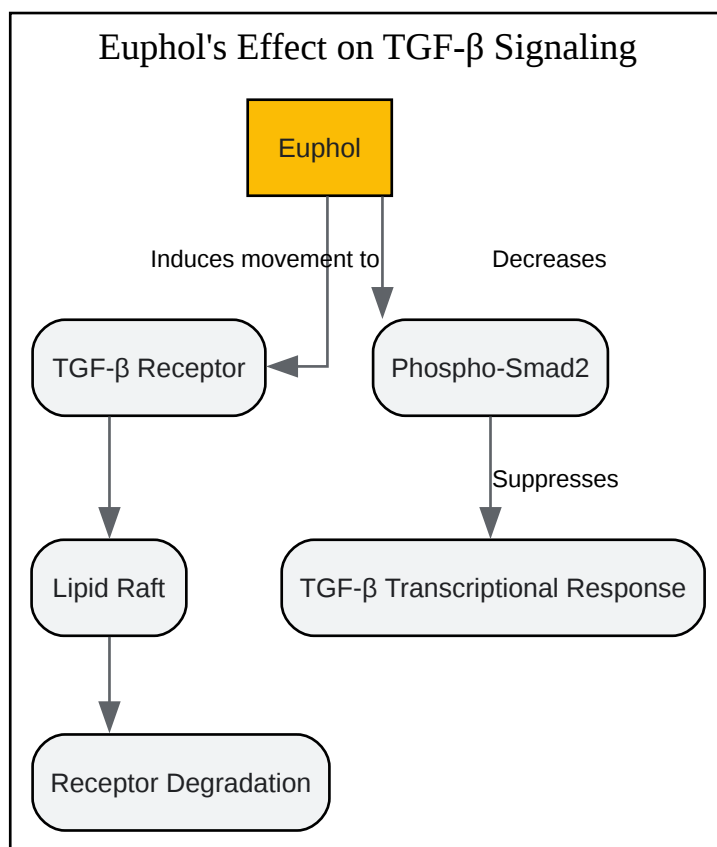 Euphol's Effect on TGF-β Signaling
Euphol
Induces movement to
Decreases
TGF-β Receptor
Phospho-Smad2
Suppresses
Lipid Raft
TGF-β Transcriptional Response
Receptor Degradation